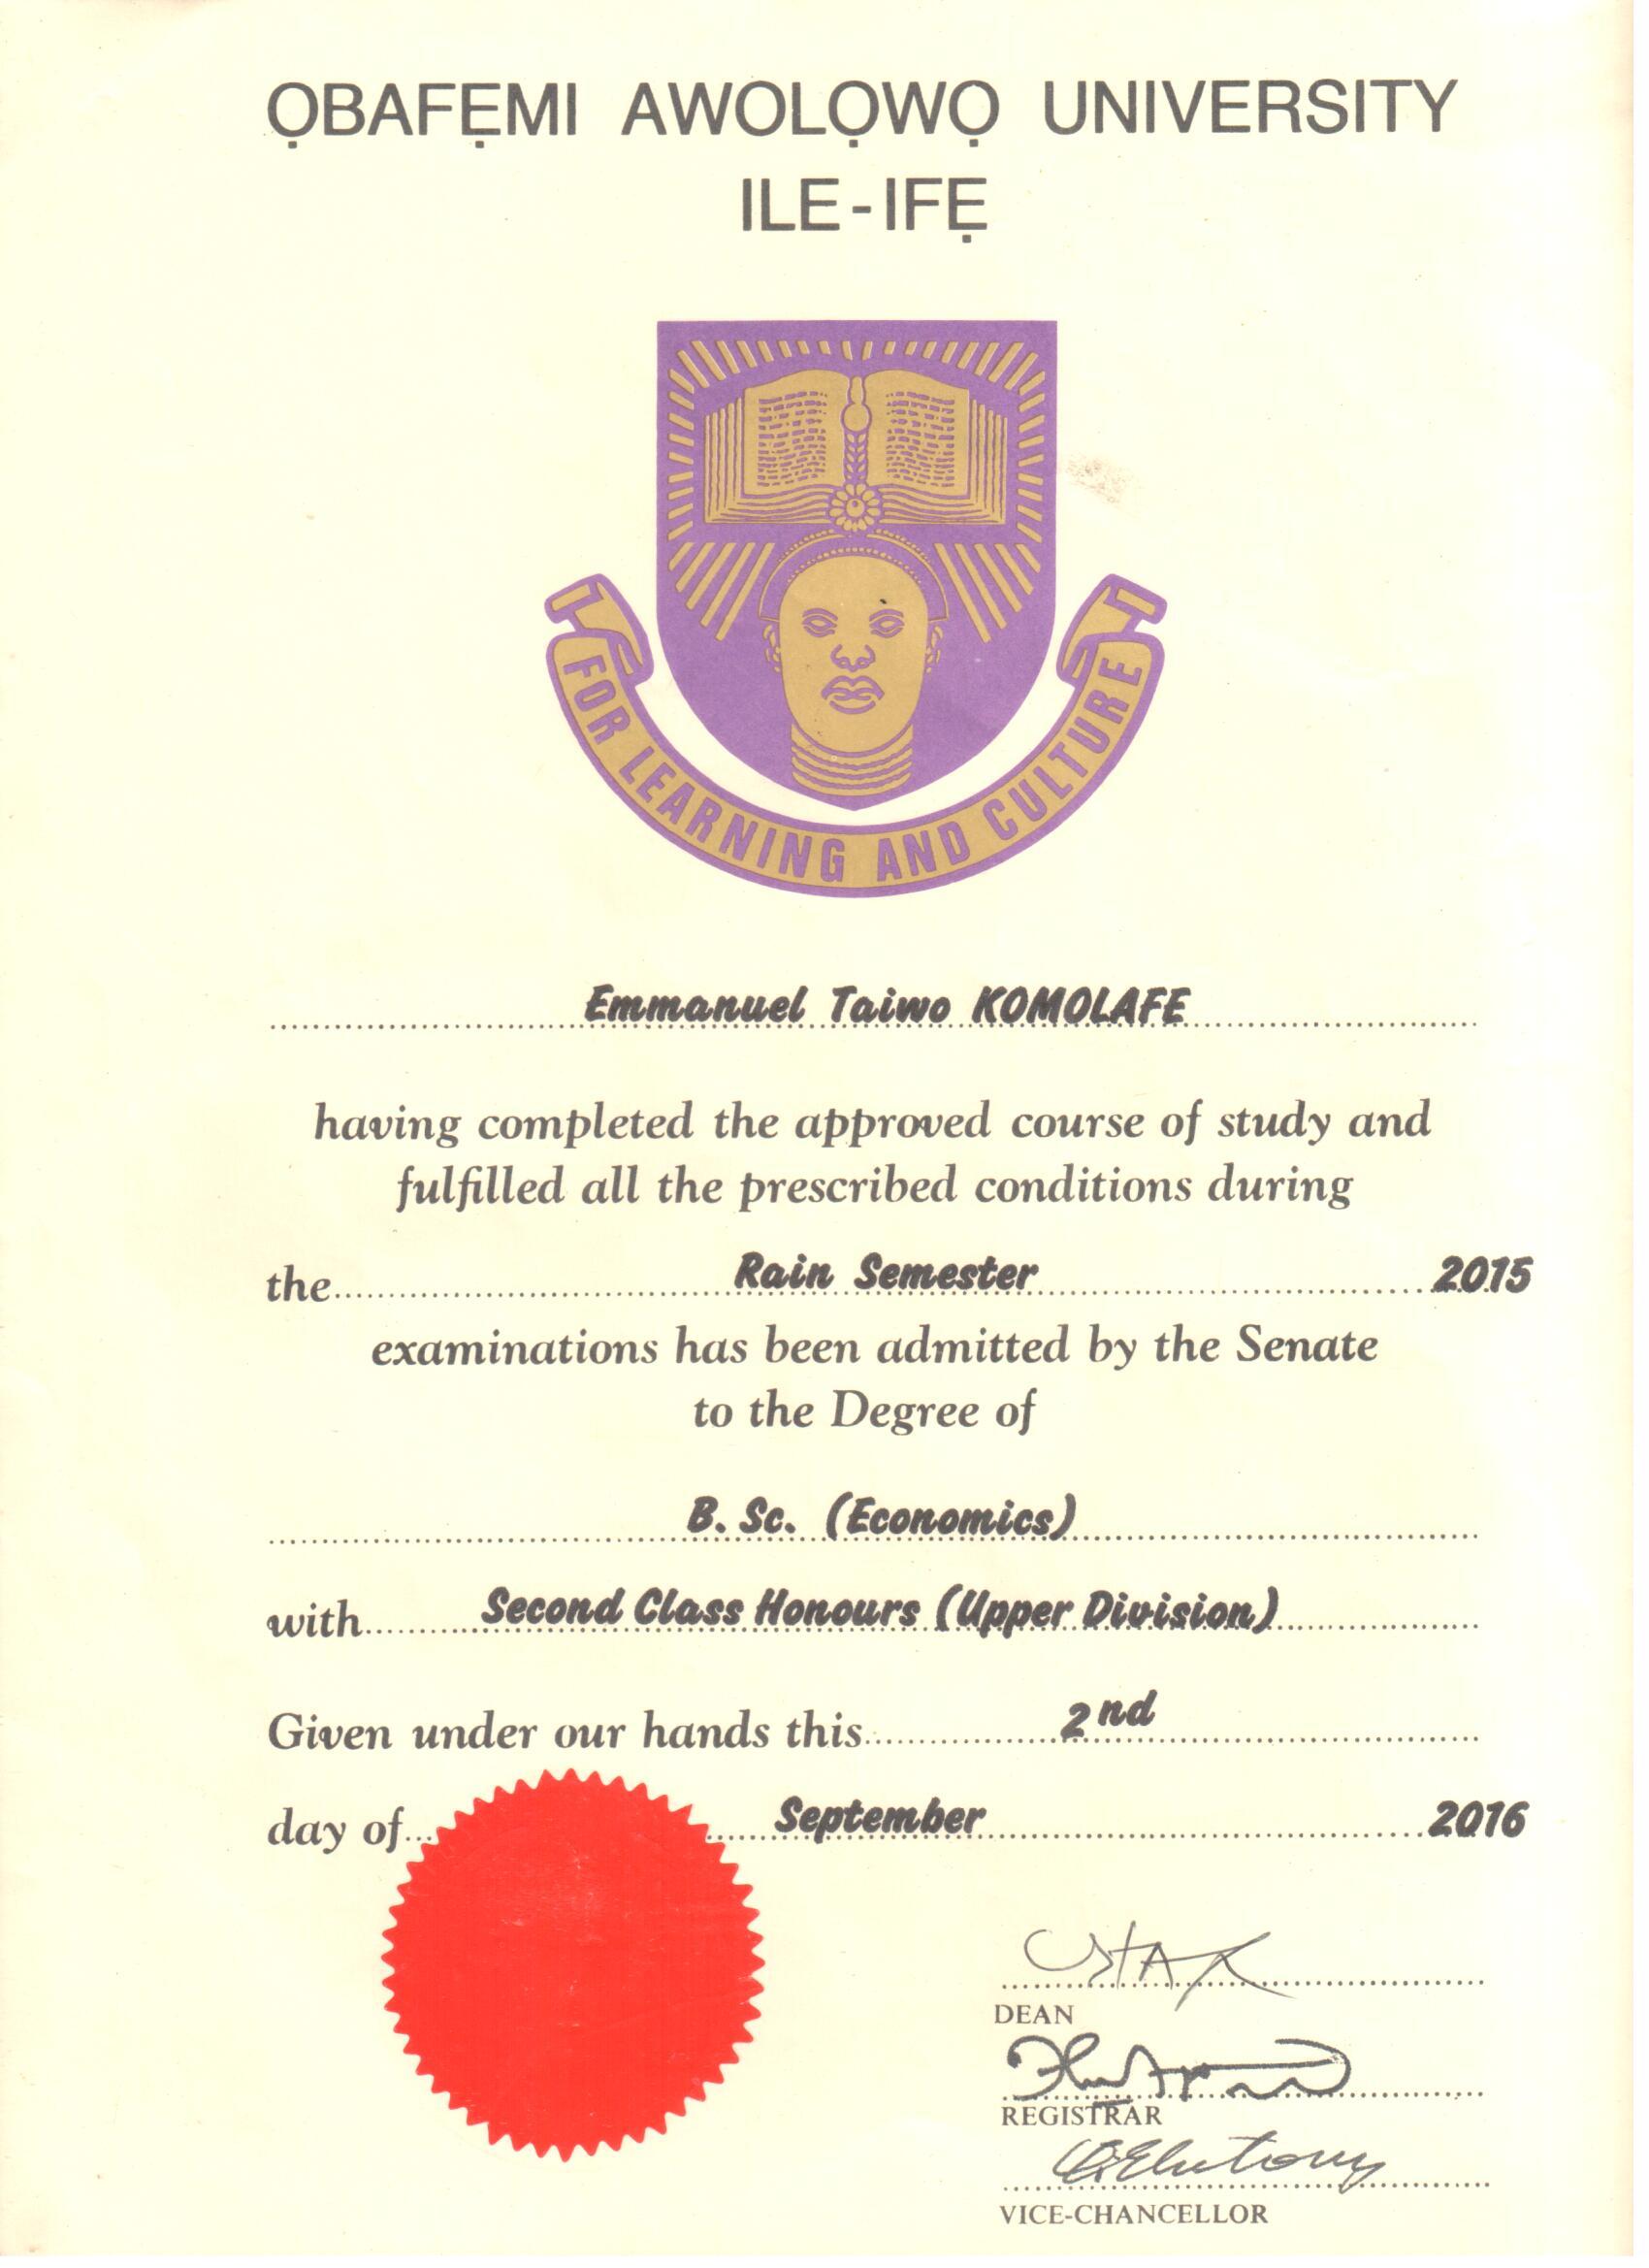 ỌBAFẸMI AWOLỌWỌ UNIVERSITY
ILE-IFẸ
FOR LEARNING AND CULTURE
Emmanuel Taiwo KOMOLAFE
having completed the approved course of study and
fulfilled all the prescribed conditions during
the Rain Semester 2015
examinations has been admitted by the Senate
to the Degree of
B. Sc. (Economics)
with Second Class Honours (Upper Division)
Given under our hands this 2nd
day of September 2016
DEAN
REGISTRAR
VICE-CHANCELLOR